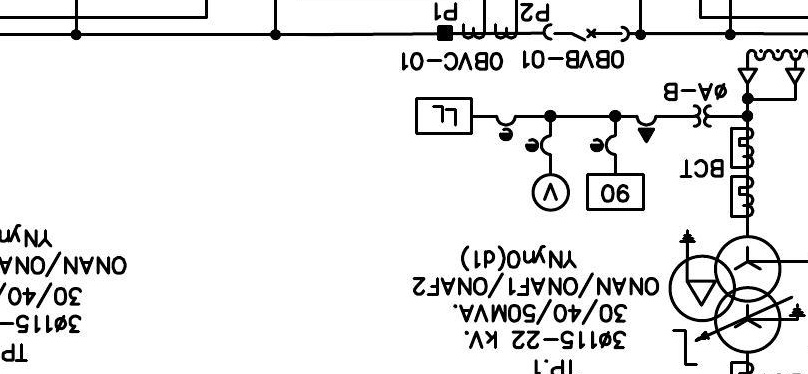 TP.1
3ø115-22 kV.
30/40/50MVA.
ONAN/ONAF1/ONAF2
YNyn0(d1)
TP
3ø115-
30/40/
ONAN/ONA
YNyn
BCT
90
V
øA-B
0BVB-01
0BVC-01
P2
P1